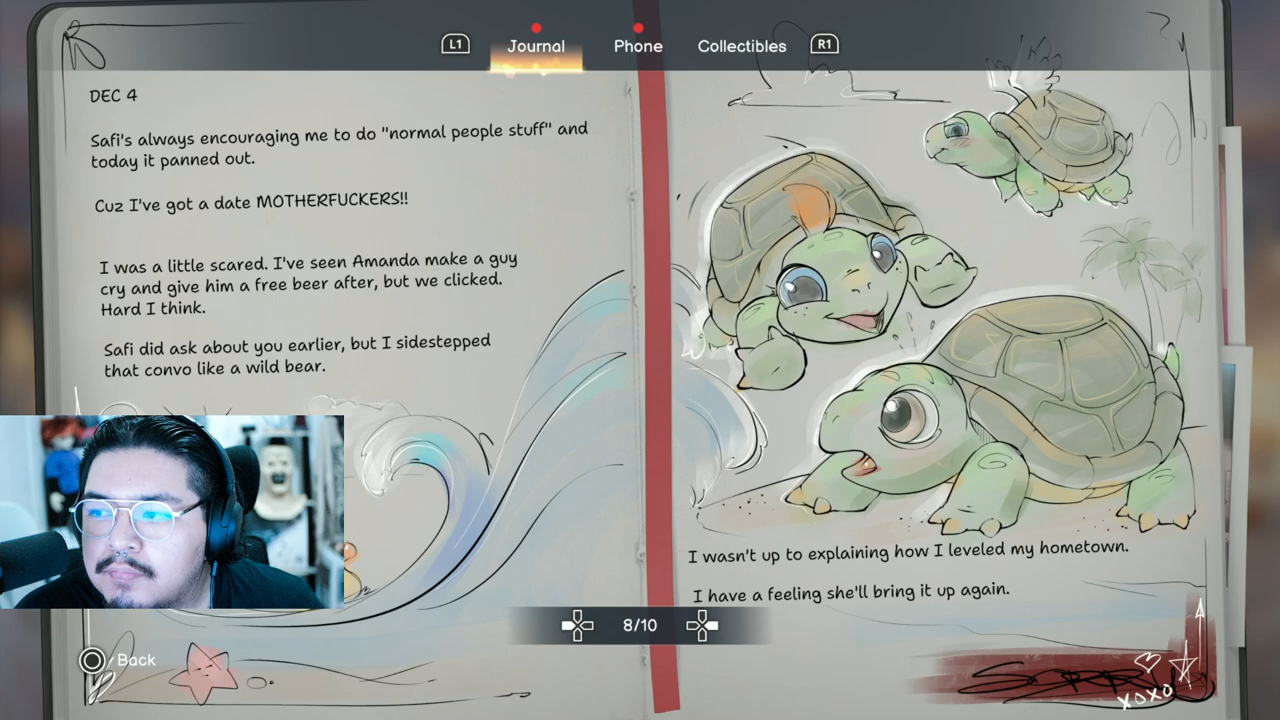 L1 Journal Phone Collectibles R1
DEC 4
Safi's always encouraging me to do "normal people stuff" and
today it panned out.
Cuz I've got a date MOTHERFUCKERS!!
I was a little scared. I've seen Amanda make a guy
cry and give him a free beer after, but we clicked.
Hard I think.
Safi did ask about you earlier, but I sidestepped
that convo like a wild bear.
I wasn't up to explaining how I leveled my hometown.
I have a feeling she'll bring it up again.
8/10
Back
XOXO